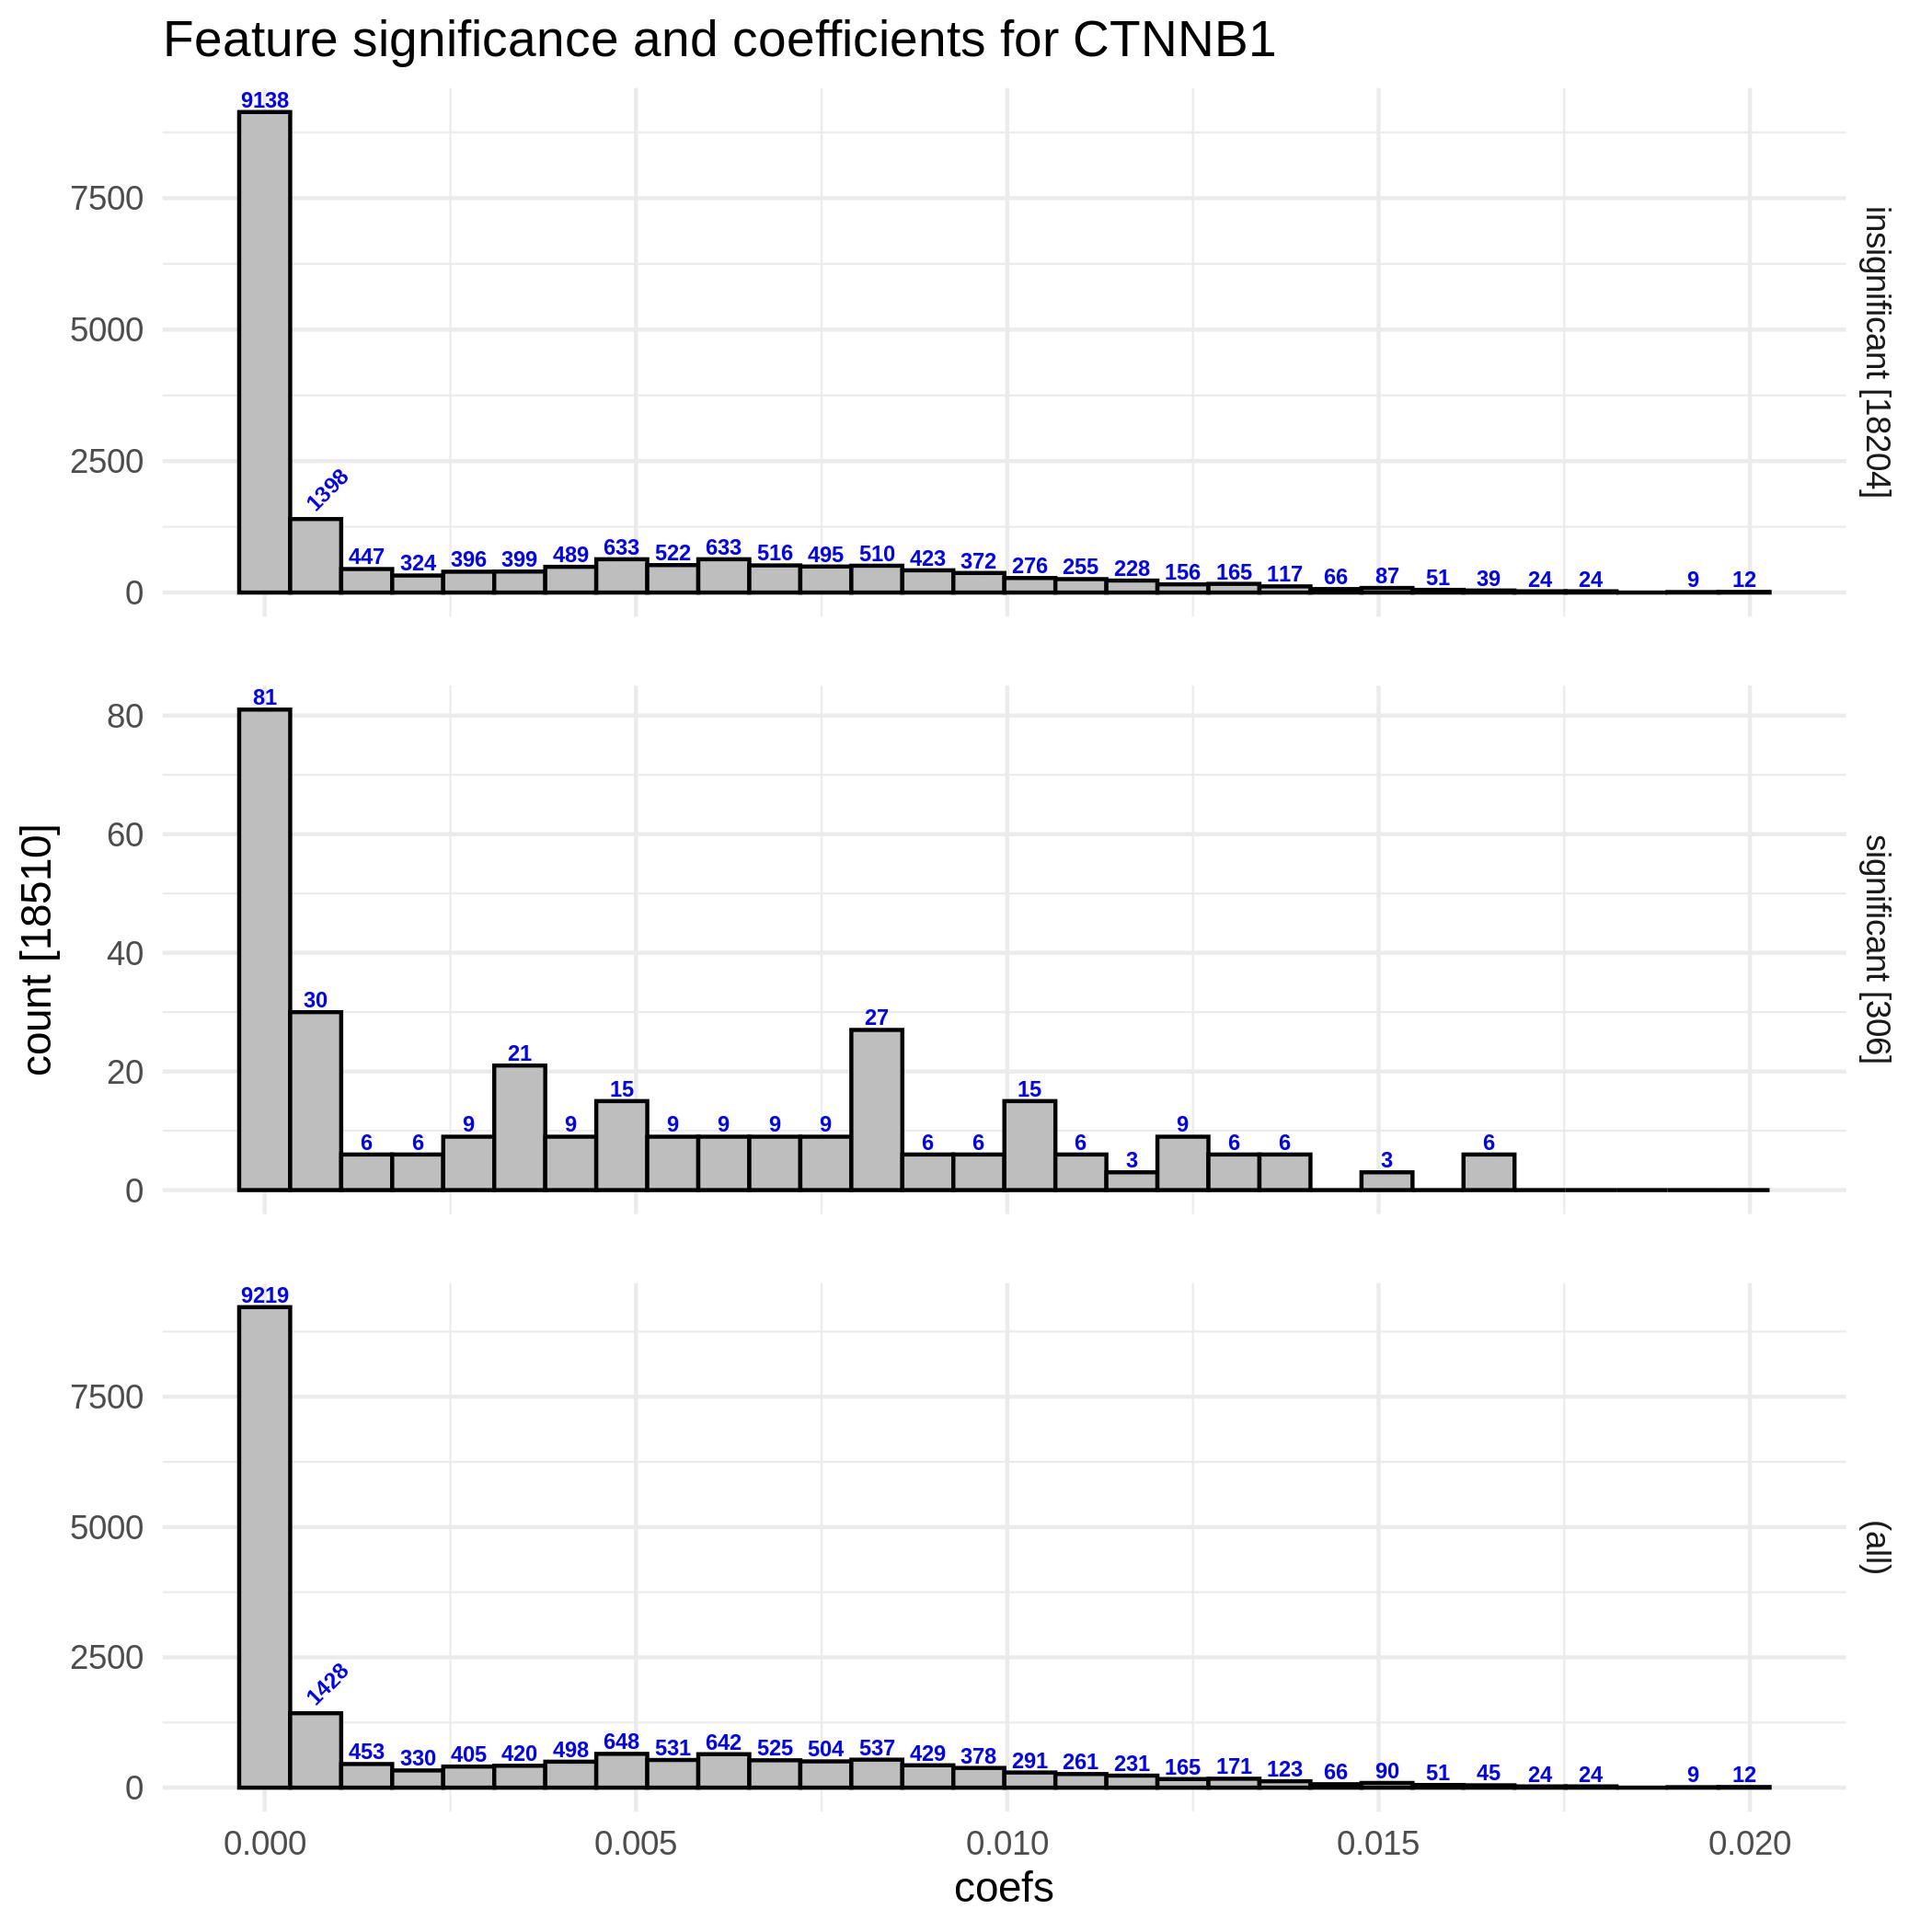 Feature significance and coefficients for CTNNB1
9138
7500
5000
2500
0
1398
447 324 396 399 489 633 522 633 516 495 510 423 372 276 255 228 156 165 117 66 87 51 39 24 24 9 12
insignificant [18204]
count [18510]
81
80
60
40
20
0
30 6 6 9 21 9 15 9 9 9 9 27 6 6 15 6 3 9 6 6 3 6
significant [306]
9219
7500
5000
2500
0
1428
453 330 405 420 498 648 531 642 525 504 537 429 378 291 261 231 165 171 123 66 90 51 45 24 24 9 12
(all)
0.000 0.005 0.010 0.015 0.020
coefs